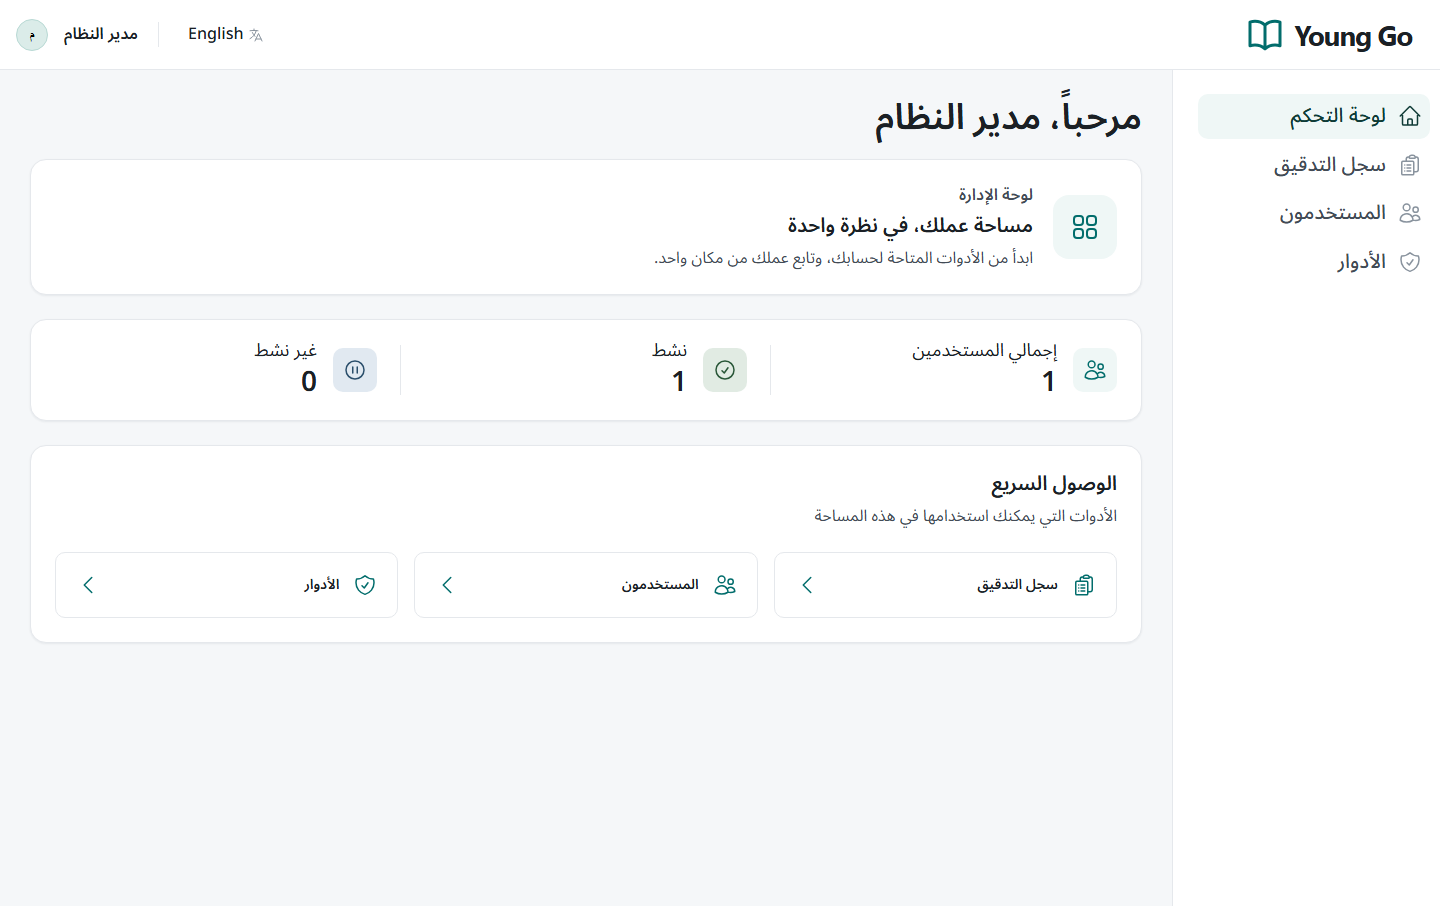 Young Go
English
مدير النظام
م
لوحة التحكم
سجل التدقيق
المستخدمون
الأدوار
مرحباً، مدير النظام
لوحة الإدارة
مساحة عملك، في نظرة واحدة
ابدأ من الأدوات المتاحة لحسابك، وتابع عملك من مكان واحد.
إجمالي المستخدمين
1
نشط
1
غير نشط
0
الوصول السريع
الأدوات التي يمكنك استخدامها في هذه المساحة
سجل التدقيق
المستخدمون
الأدوار